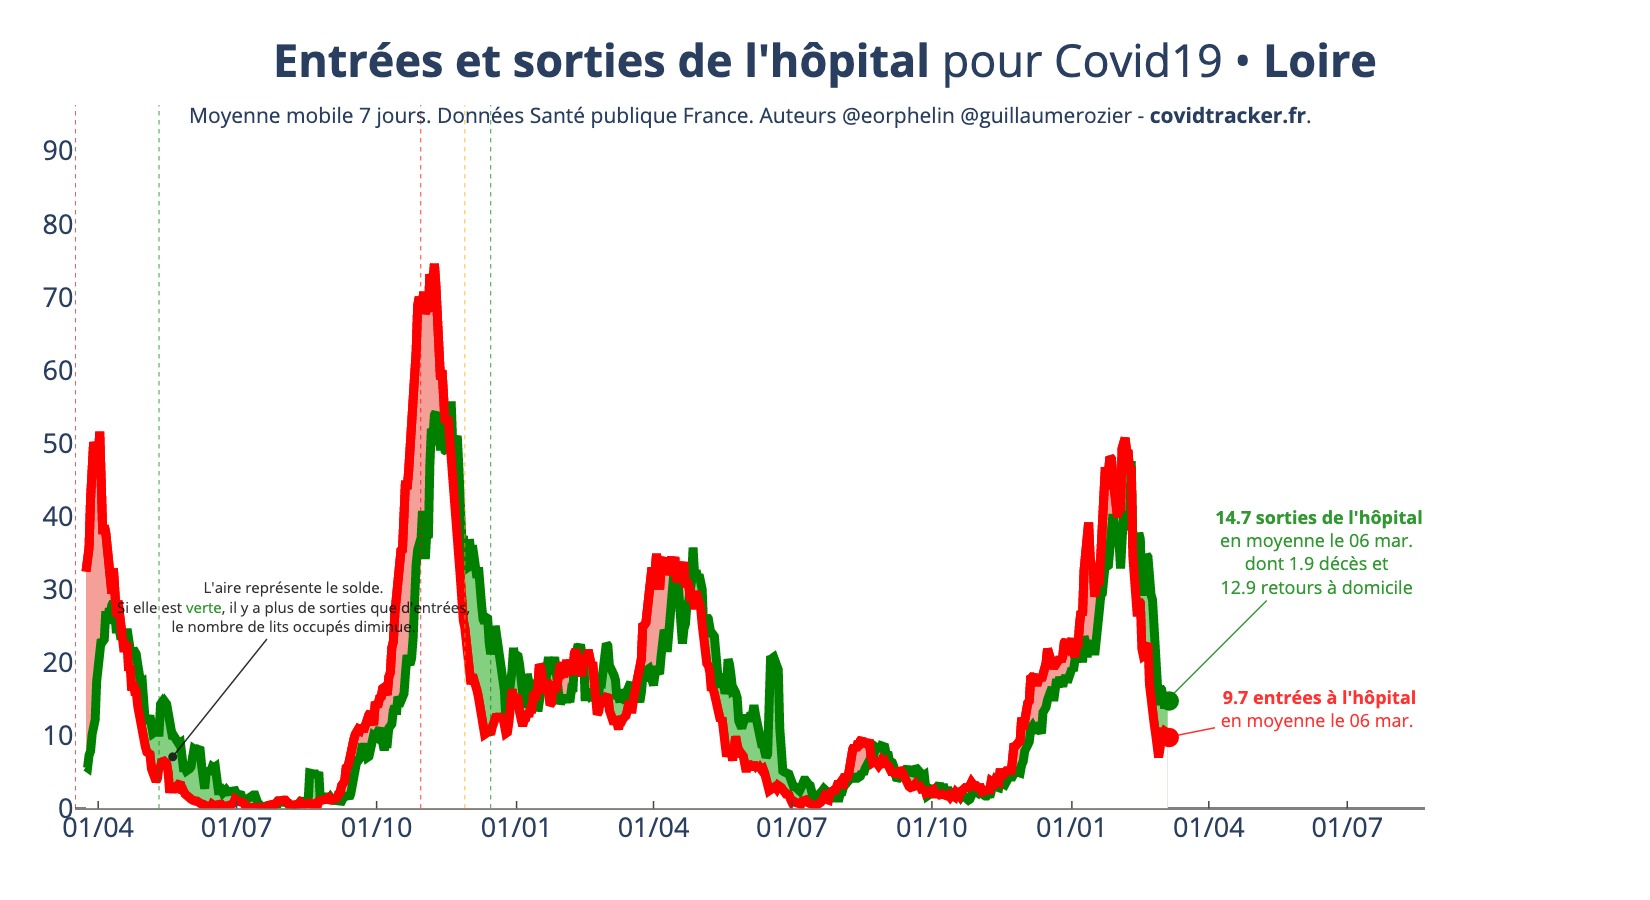 Entrées et sorties de l'hôpital pour Covid19 • Loire
Moyenne mobile 7 jours. Données Santé publique France. Auteurs @eorphelin @guillaumerozier - covidtracker.fr.
90
80
70
60
50
40
30
20
10
0
L'aire représente le solde.
Si elle est verte, il y a plus de sorties que d'entrées,
le nombre de lits occupés diminue.
14.7 sorties de l'hôpital
en moyenne le 06 mar.
dont 1.9 décès et
12.9 retours à domicile
9.7 entrées à l'hôpital
en moyenne le 06 mar.
01/04 01/07 01/10 01/01 01/04 01/07 01/10 01/01 01/04 01/07